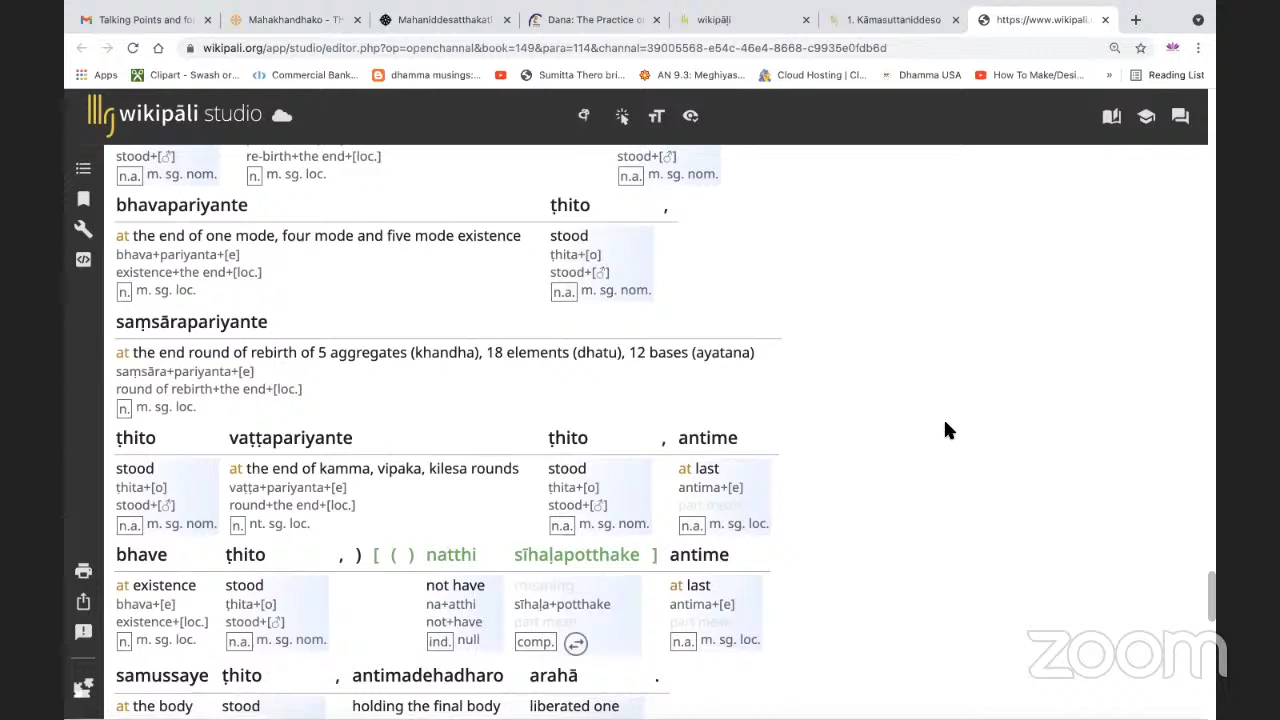 Talking Points and fo
Mahakhandhako - Th
Mahaniddesatthakatl
Dana: The Practice o
wikipāḷi
1. Kāmasuttaniddeso
https://www.wikipali.
wikipali.org/app/studio/editor.php?op=openchannel&book=149&para=114&channel=39005568-e54c-46e4-8668-c9935e0fdb6d
Apps Clipart - Swash or... Commercial Bank... dhamma musings:... Sumitta Thero bri... AN 9.3: Meghiyas... Cloud Hosting | Cl... Dhamma USA How To Make/Desi... » Reading List
wikipāli studio
stood+[♂] re-birth+the end+[loc.] stood+[♂]
n.a. m. sg. nom. n. m. sg. loc. n.a. m. sg. nom.
bhavapariyante ṭhito ,
at the end of one mode, four mode and five mode existence stood
bhava+pariyanta+[e] ṭhita+[o]
existence+the end+[loc.] stood+[♂]
n. m. sg. loc. n.a. m. sg. nom.
saṃsārapariyante
at the end round of rebirth of 5 aggregates (khandha), 18 elements (dhatu), 12 bases (ayatana)
saṃsāra+pariyanta+[e]
round of rebirth+the end+[loc.]
n. m. sg. loc.
ṭhito vaṭṭapariyante ṭhito , antime
stood at the end of kamma, vipaka, kilesa rounds stood at last
ṭhita+[o] vaṭṭa+pariyanta+[e] ṭhita+[o] antima+[e]
stood+[♂] round+the end+[loc.] stood+[♂] part mean
n.a. m. sg. nom. n. nt. sg. loc. n.a. m. sg. nom. n.a. m. sg. loc.
bhave ṭhito , ) [ ( ) natthi sīhaḷapotthake ] antime
at existence stood not have meaning at last
bhava+[e] ṭhita+[o] na+atthi sīhaḷa+potthake antima+[e]
existence+[loc.] stood+[♂] not+have part mean part mean
n. m. sg. loc. n.a. m. sg. nom. ind. null comp. n.a. m. sg. loc.
samussaye ṭhito , antimadehadharo arahā .
at the body stood holding the final body liberated one
zoom